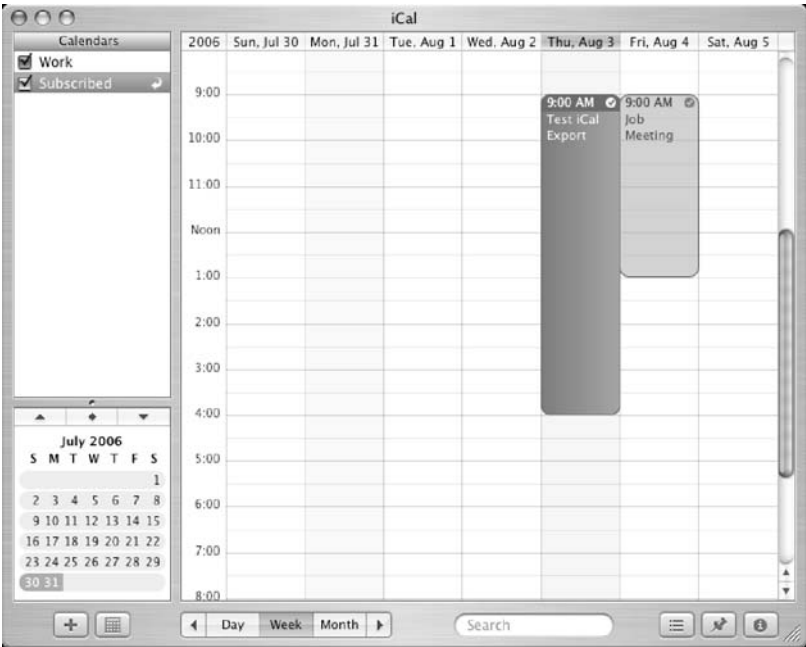 iCal
Calendars
Work
Subscribed
2006 Sun, Jul 30 Mon, Jul 31 Tue, Aug 1 Wed, Aug 2 Thu, Aug 3 Fri, Aug 4 Sat, Aug 5
9:00
10:00
11:00
Noon
1:00
2:00
3:00
4:00
5:00
6:00
7:00
8:00
9:00 AM
Test iCal
Export
9:00 AM
Job
Meeting
July 2006
S M T W T F S
1
2 3 4 5 6 7 8
9 10 11 12 13 14 15
16 17 18 19 20 21 22
23 24 25 26 27 28 29
30 31
Day Week Month
Search